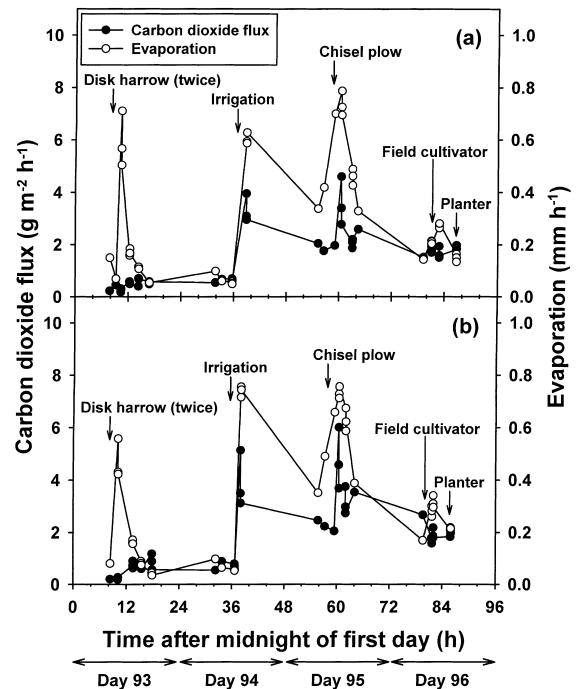 Carbon dioxide flux
Evaporation
(a)
Disk harrow (twice)
Irrigation
Chisel plow
Field cultivator
Planter
10
8
6
4
2
0
1.0
0.8
0.6
0.4
0.2
0.0
Carbon dioxide flux (g m⁻² h⁻¹)
Evaporation (mm h⁻¹)
(b)
Disk harrow (twice)
Irrigation
Chisel plow
Field cultivator
Planter
10
8
6
4
2
0
1.0
0.8
0.6
0.4
0.2
0.0
0 12 24 36 48 60 72 84 96
Time after midnight of first day (h)
Day 93 Day 94 Day 95 Day 96